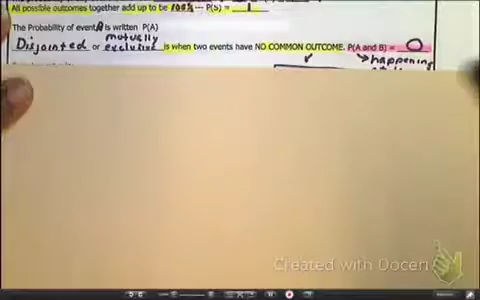 All possible outcomes together add up to be 100% --- P(S) = 1
The Probability of event A is written P(A)
Disjointed or mutually exclusive is when two events have NO COMMON OUTCOME. P(A and B) = 0
happening
Created with Doceri